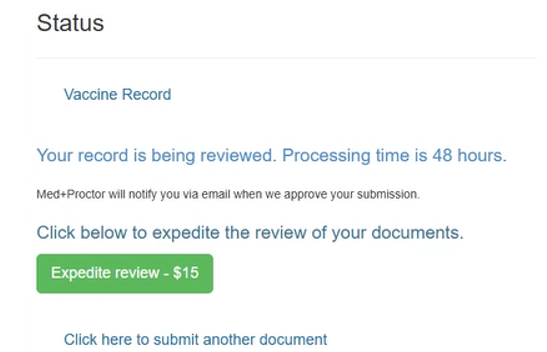 Status
Vaccine Record
Your record is being reviewed. Processing time is 48 hours.
Med+Proctor will notify you via email when we approve your submission.
Click below to expedite the review of your documents.
Expedite review - $15
Click here to submit another document